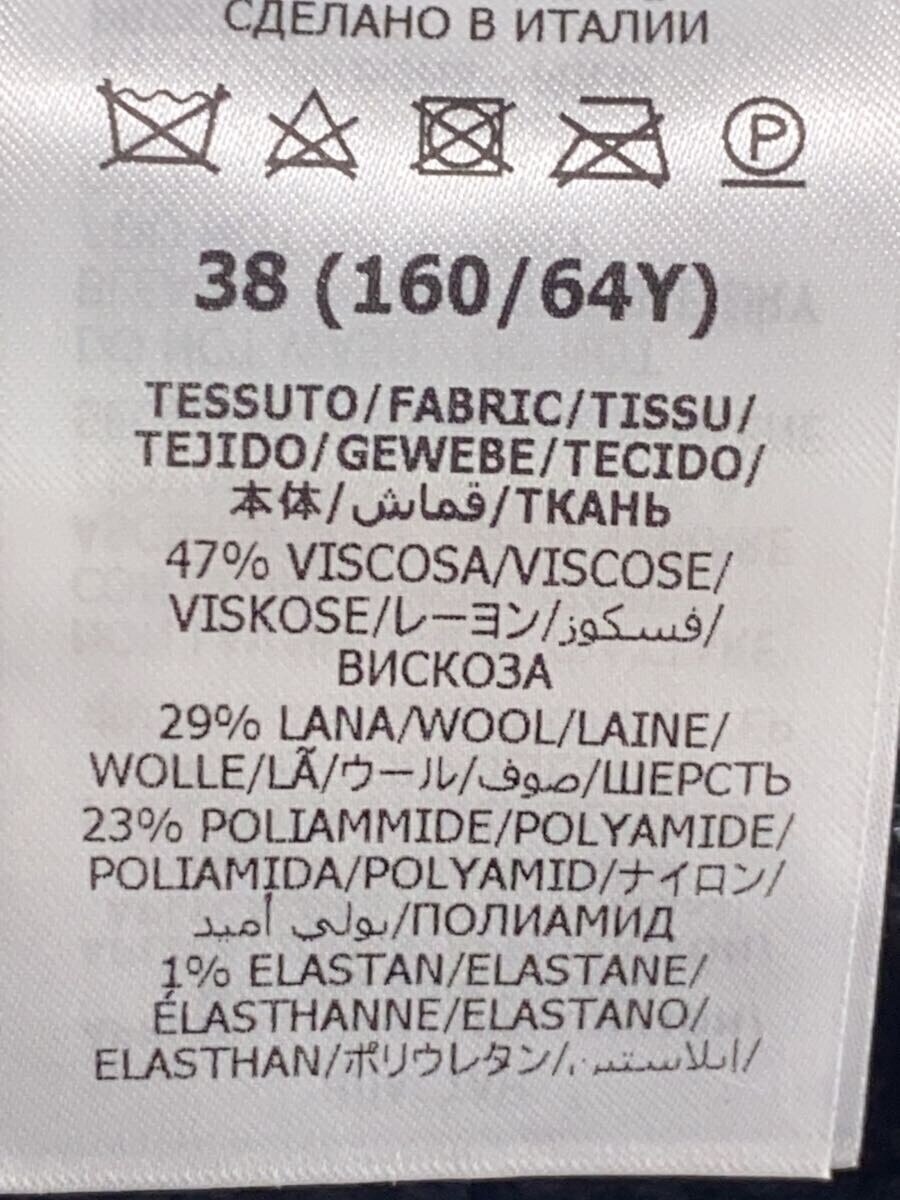 СДЕЛАНО В ИТАЛИИ
P
38 (160/64Y)
TESSUTO/FABRIC/TISSU/
TEJIDO/GEWEBE/TECIDO/
本体/قماش/ТКАНЬ
47% VISCOSA/VISCOSE/
VISKOSE/レーヨン/فسكوز/
ВИСКОЗА
29% LANA/WOOL/LAINE/
WOLLE/LÃ/ウール/صوف/ШЕРСТЬ
23% POLIAMMIDE/POLYAMIDE/
POLIAMIDA/POLYAMID/ナイロン/
بولي أميد/ПОЛИАМИД
1% ELASTAN/ELASTANE/
ÉLASTHANNE/ELASTANO/
ELASTHAN/ポリウレタン/إيلاستين/